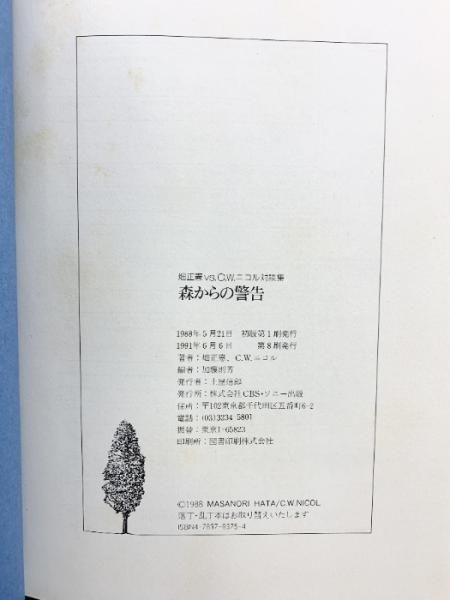 畑正憲vs.C.W.ニコル対談集
森からの警告
1988年5月21日 初版第1刷発行
1991年6月6日 第8刷発行
著者：畑正憲、C.W.ニコル
編者：加藤則芳
発行者：土屋信郎
発行所：株式会社CBS・ソニー出版
住所：〒102東京都千代田区五番町6-2
電話：(03)3234 5801
振替：東京1-65823
印刷所：図書印刷株式会社
©1988 MASANORI HATA/C.W.NICOL
落丁・乱丁本はお取り替えいたします
ISBN4-7897-0375-4